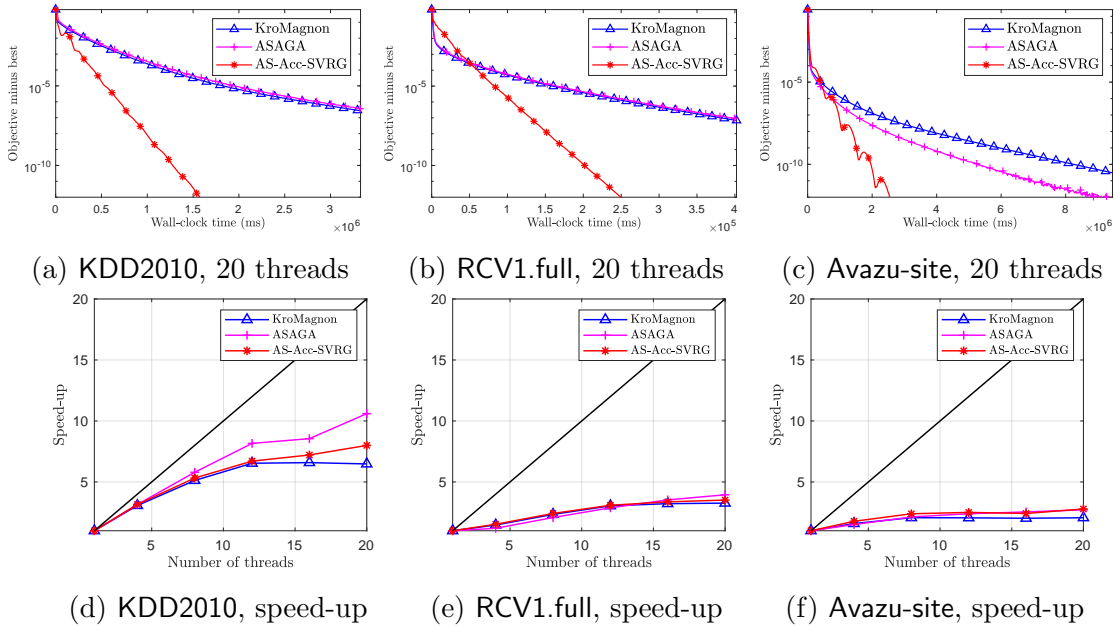 KroMagnon
ASAGA
AS-Acc-SVRG
Objective minus best
10^-5
10^-10
0 0.5 1 1.5 2 2.5 3
Wall-clock time (ms)
×10^6
(a) KDD2010, 20 threads
KroMagnon
ASAGA
AS-Acc-SVRG
Objective minus best
10^-5
10^-10
0 0.5 1 1.5 2 2.5 3 3.5 4
Wall-clock time (ms)
×10^5
(b) RCV1.full, 20 threads
KroMagnon
ASAGA
AS-Acc-SVRG
Objective minus best
10^-5
10^-10
0 2 4 6 8
Wall-clock time (ms)
×10^6
(c) Avazu-site, 20 threads
KroMagnon
ASAGA
AS-Acc-SVRG
Speed-up
20
15
10
5
5 10 15 20
Number of threads
(d) KDD2010, speed-up
KroMagnon
ASAGA
AS-Acc-SVRG
Speed-up
20
15
10
5
5 10 15 20
Number of threads
(e) RCV1.full, speed-up
KroMagnon
ASAGA
AS-Acc-SVRG
Speed-up
20
15
10
5
5 10 15 20
Number of threads
(f) Avazu-site, speed-up